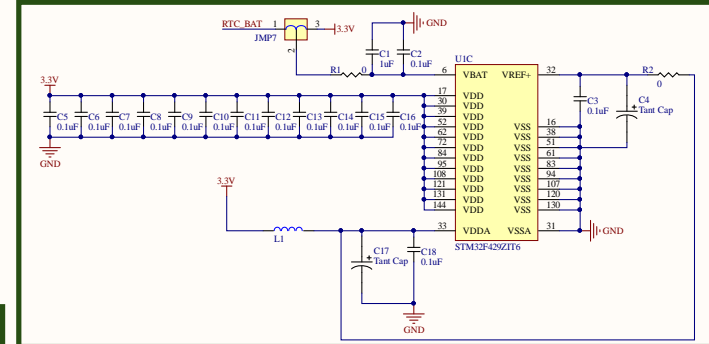 RTC_BAT 1 3 3.3V GND
JMP7
2
C1 C2
1uF 0.1uF
U1C
R1 0 6 VBAT VREF+ 32 R2
0
3.3V
17 VDD
30 VDD
39 VDD
52 VDD VSS 16
62 VDD VSS 38
72 VDD VSS 51
84 VDD VSS 61
95 VDD VSS 83
108 VDD VSS 94
121 VDD VSS 107
131 VDD VSS 120
144 VDD VSS 130
C3 C4
0.1uF Tant Cap
C5 C6 C7 C8 C9 C10 C11 C12 C13 C14 C15 C16
0.1uF 0.1uF 0.1uF 0.1uF 0.1uF 0.1uF 0.1uF 0.1uF 0.1uF 0.1uF 0.1uF 0.1uF
GND
3.3V
L1
33 VDDA VSSA 31 GND
STM32F429ZIT6
C17 C18
Tant Cap 0.1uF
GND